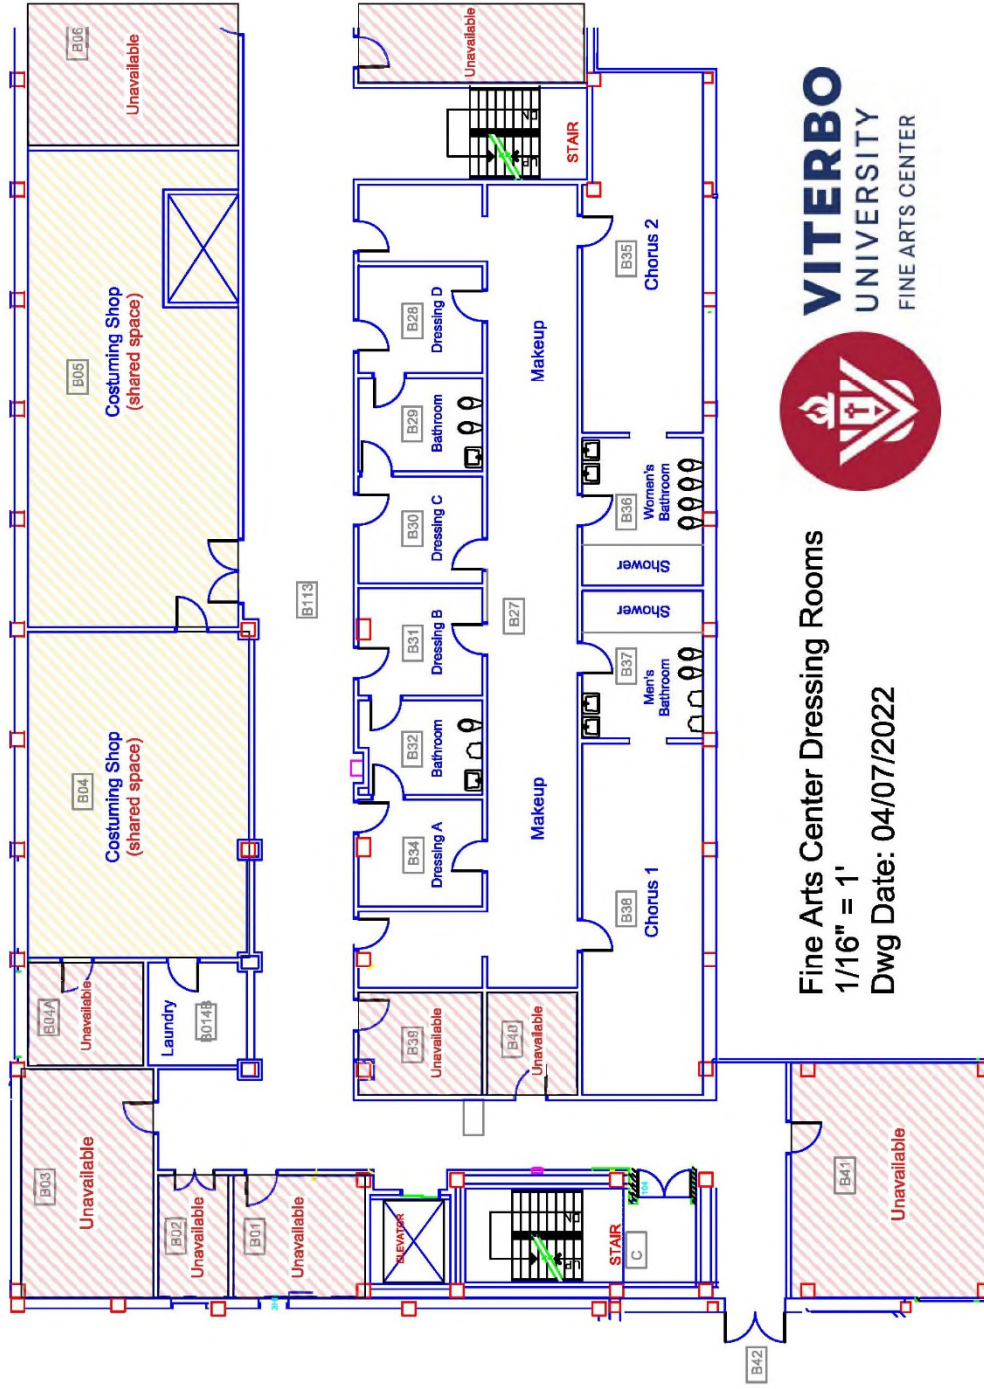 B06
Unavailable
B05
Costuming Shop
(shared space)
B04
Costuming Shop
(shared space)
B04A
Unavailable
Laundry
B014B
B03
Unavailable
B02
Unavailable
B01
Unavailable
ELEVATOR
B113
Unavailable
STAIR
UP
DN
B28
Dressing D
B29
Bathroom
B30
Dressing C
B31
Dressing B
B32
Bathroom
B34
Dressing A
B39
Unavailable
B40
Unavailable
Makeup
B27
Makeup
B35
Chorus 2
B36
Women's
Bathroom
Shower
Shower
B37
Men's
Bathroom
B38
Chorus 1
UP
DN
STAIR
C
104
B41
Unavailable
B42
Fine Arts Center Dressing Rooms
1/16" = 1'
Dwg Date: 04/07/2022
VITERBO
UNIVERSITY
FINE ARTS CENTER